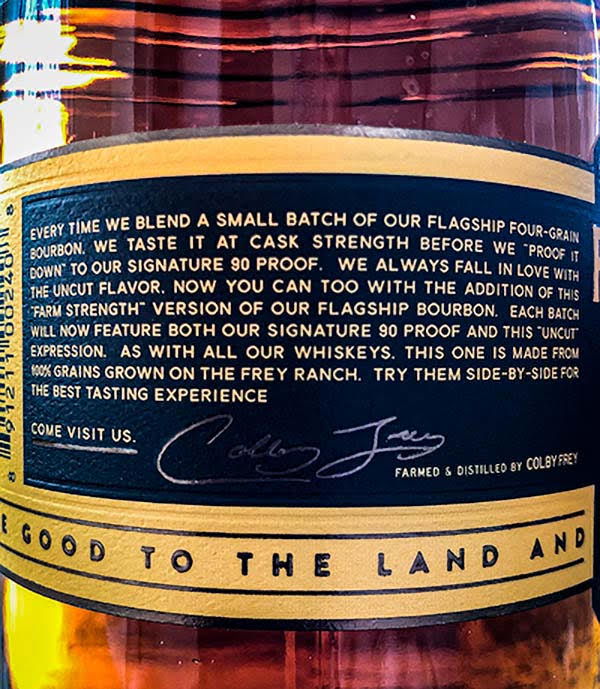 EVERY TIME WE BLEND A SMALL BATCH OF OUR FLAGSHIP FOUR-GRAIN
BOURBON, WE TASTE IT AT CASK STRENGTH BEFORE WE "PROOF IT
DOWN" TO OUR SIGNATURE 90 PROOF. WE ALWAYS FALL IN LOVE WITH
THE UNCUT FLAVOR. NOW YOU CAN TOO WITH THE ADDITION OF THIS
"FARM STRENGTH" VERSION OF OUR FLAGSHIP BOURBON. EACH BATCH
WILL NOW FEATURE BOTH OUR SIGNATURE 90 PROOF AND THIS "UNCUT"
EXPRESSION. AS WITH ALL OUR WHISKEYS, THIS ONE IS MADE FROM
100% GRAINS GROWN ON THE FREY RANCH. TRY THEM SIDE-BY-SIDE FOR
THE BEST TASTING EXPERIENCE
COME VISIT US.
Colby Frey
FARMED & DISTILLED BY COLBY FREY
E GOOD TO THE LAND AND